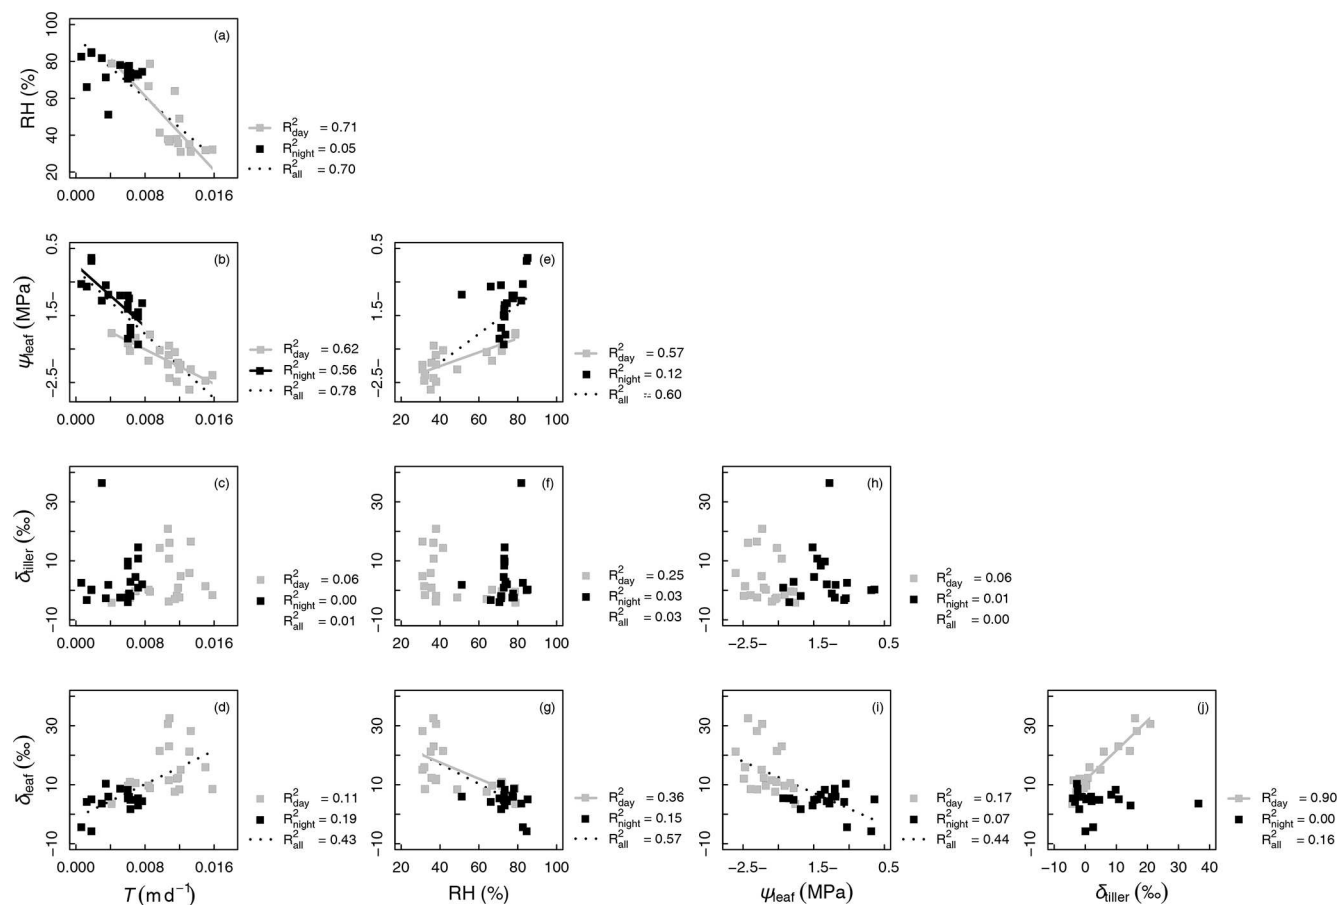 (a)
RH (%)
100
80
60
40
20
0.000 0.008 0.016
R²day = 0.71
R²night = 0.05
R²all = 0.70
(b)
ψleaf (MPa)
0.5
1.5−
−2.5
0.000 0.008 0.016
R²day = 0.62
R²night = 0.56
R²all = 0.78
(e)
20 40 60 80 100
R²day = 0.57
R²night = 0.12
R²all = 0.60
(c)
δtiller (‰)
30
10
−10
0.000 0.008 0.016
R²day = 0.06
R²night = 0.00
R²all = 0.01
(f)
20 40 60 80 100
R²day = 0.25
R²night = 0.03
R²all = 0.03
(h)
−2.5− 1.5− 0.5
R²day = 0.06
R²night = 0.01
R²all = 0.00
(d)
δleaf (‰)
30
10
−10
0.000 0.008 0.016
T (m d⁻¹)
R²day = 0.11
R²night = 0.19
R²all = 0.43
(g)
20 40 60 80 100
RH (%)
R²day = 0.36
R²night = 0.15
R²all = 0.57
(i)
−2.5− 1.5− 0.5
ψleaf (MPa)
R²day = 0.17
R²night = 0.07
R²all = 0.44
(j)
30
10
−10
−10 0 10 20 30 40
δtiller (‰)
R²day = 0.90
R²night = 0.00
R²all = 0.16